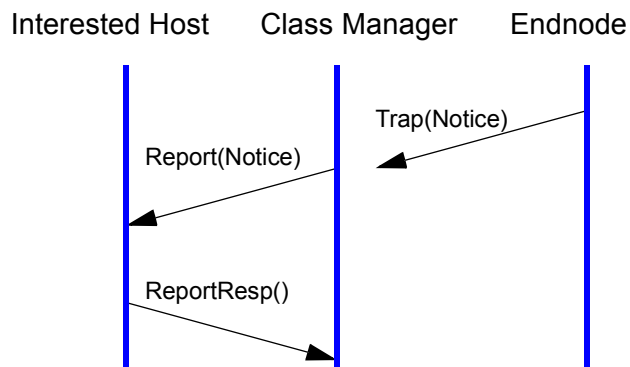 Interested Host Class Manager Endnode
Trap(Notice)
Report(Notice)
ReportResp()